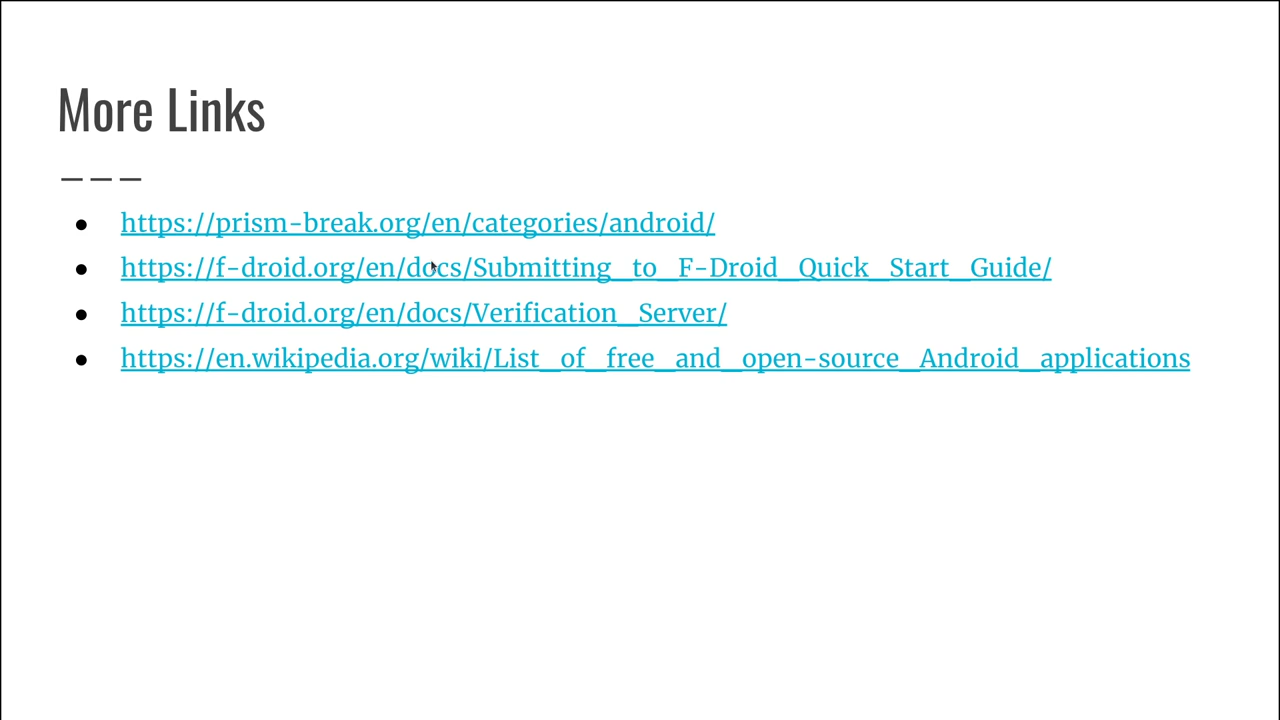 More Links
● https://prism-break.org/en/categories/android/
● https://f-droid.org/en/docs/Submitting_to_F-Droid_Quick_Start_Guide/
● https://f-droid.org/en/docs/Verification_Server/
● https://en.wikipedia.org/wiki/List_of_free_and_open-source_Android_applications